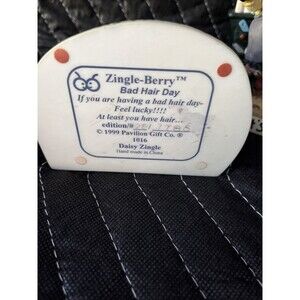 Zingle-Berry™
Bad Hair Day
If you are having a bad hair day-
Feel lucky!!!!
At least you have hair...
edition/#
© 1999 Pavilion Gift Co. ®
1016
Daisy Zingle
Hand made in China